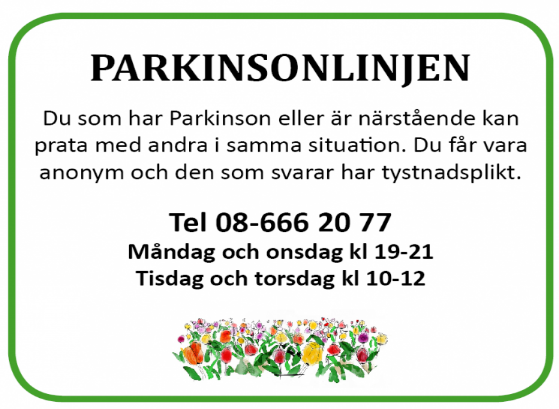 PARKINSONLINJEN
Du som har Parkinson eller är närstående kan
prata med andra i samma situation. Du får vara
anonym och den som svarar har tystnadsplikt.
Tel 08-666 20 77
Måndag och onsdag kl 19-21
Tisdag och torsdag kl 10-12